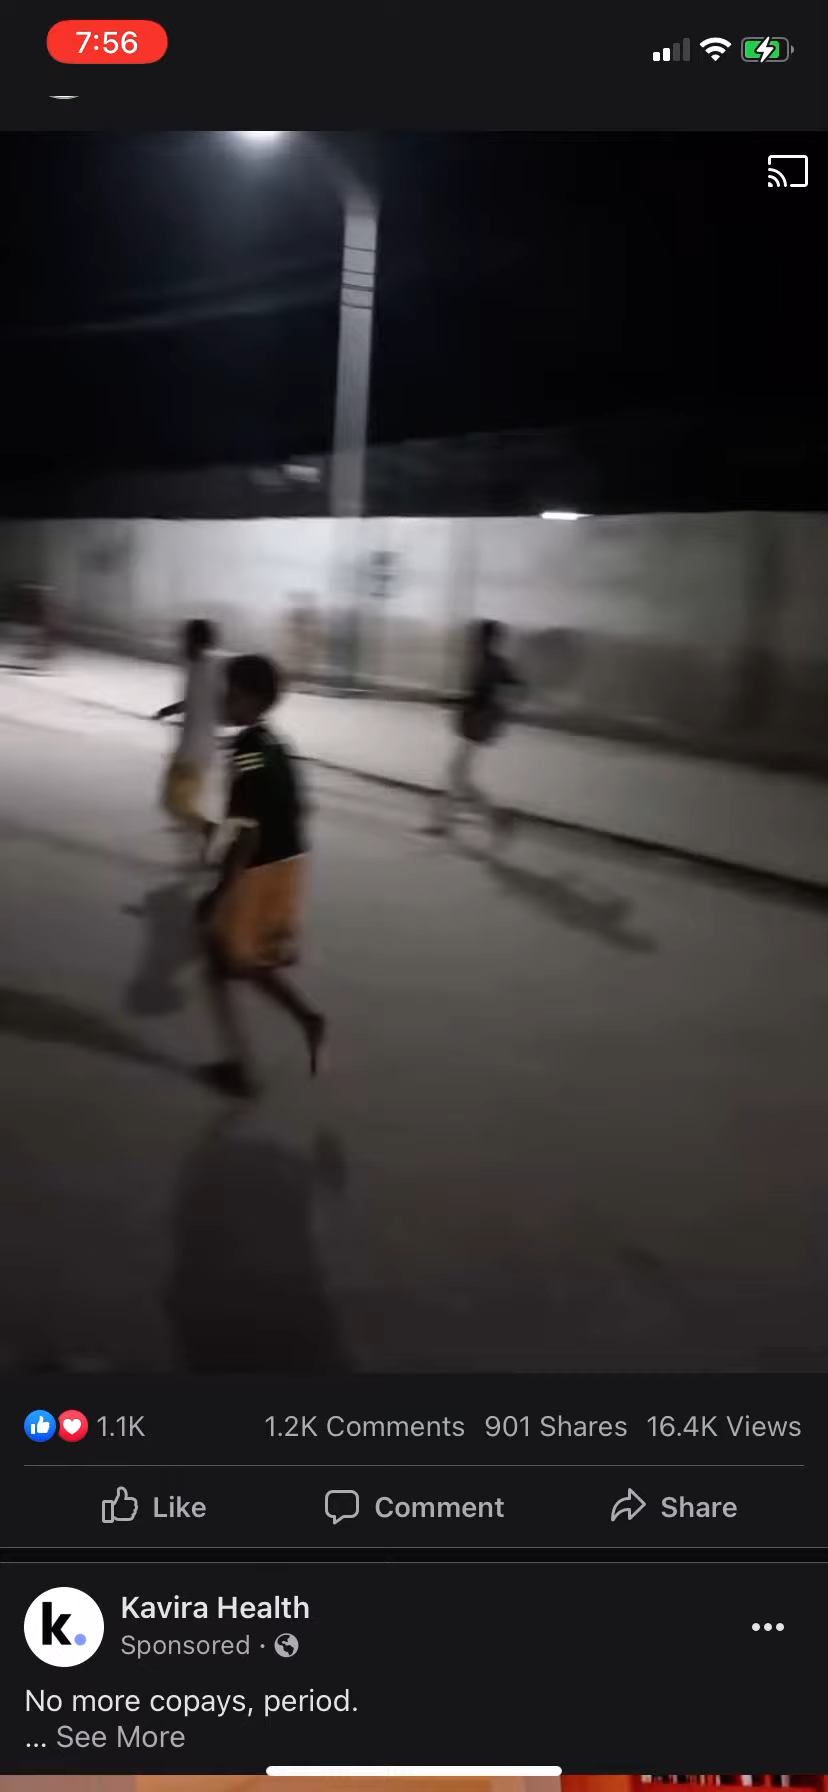 7:56
1.1K 1.2K Comments 901 Shares 16.4K Views
Like Comment Share
k.
Kavira Health
Sponsored ·
No more copays, period.
... See More